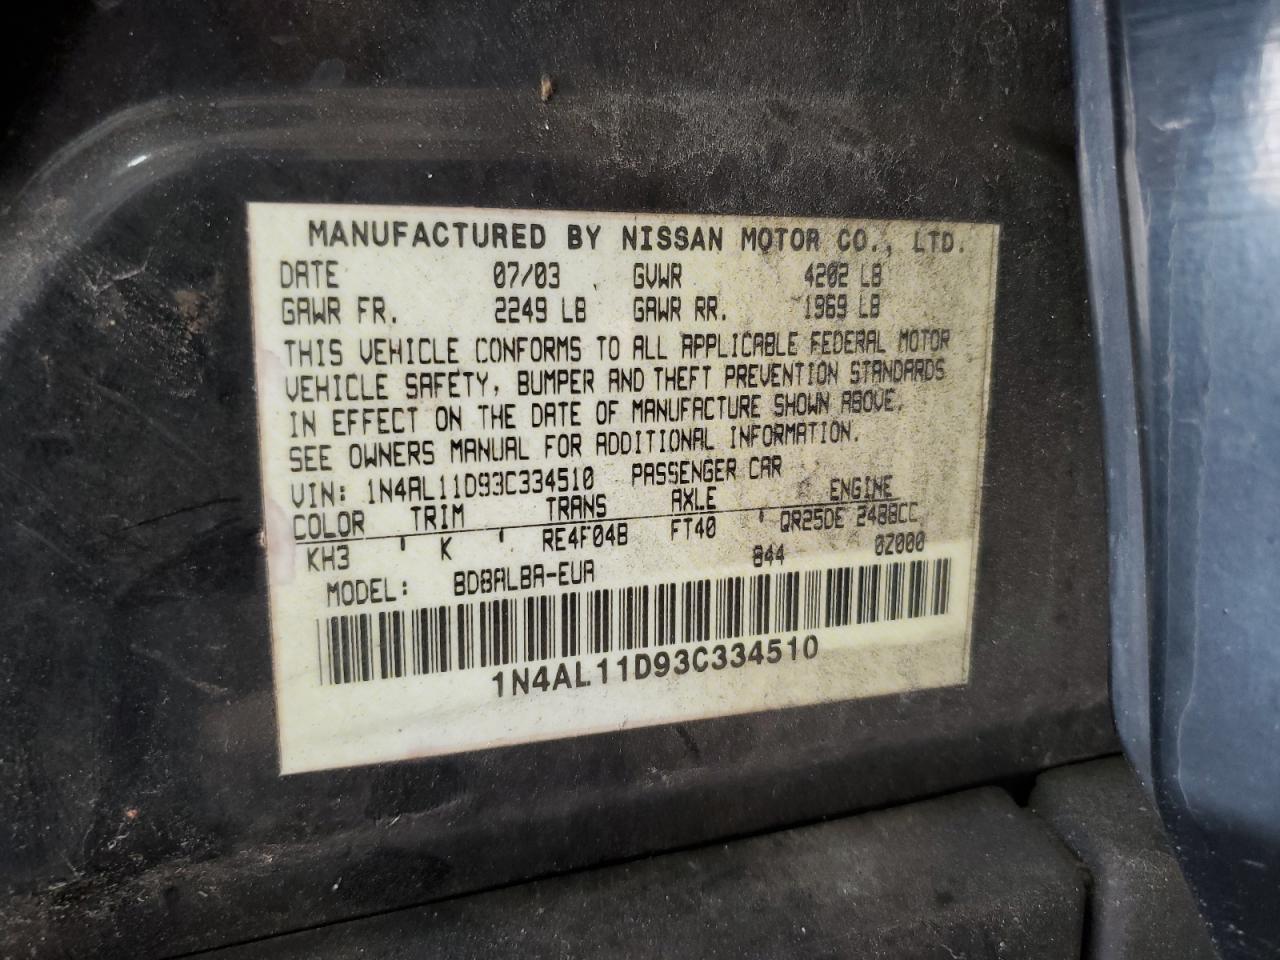 MANUFACTURED BY NISSAN MOTOR CO., LTD.
DATE 07/03 GVWR 4202 LB
GAWR FR. 2249 LB GAWR RR. 1969 LB
THIS VEHICLE CONFORMS TO ALL APPLICABLE FEDERAL MOTOR
VEHICLE SAFETY, BUMPER AND THEFT PREVENTION STANDARDS
IN EFFECT ON THE DATE OF MANUFACTURE SHOWN ABOVE.
SEE OWNERS MANUAL FOR ADDITIONAL INFORMATION.
VIN: 1N4AL11D93C334510 PASSENGER CAR
COLOR TRIM TRANS AXLE ENGINE
KH3 ' K ' RE4F04B FT40 ' QR25DE 2488CC
MODEL: BDBALBA-EUA 844 02000
1N4AL11D93C334510